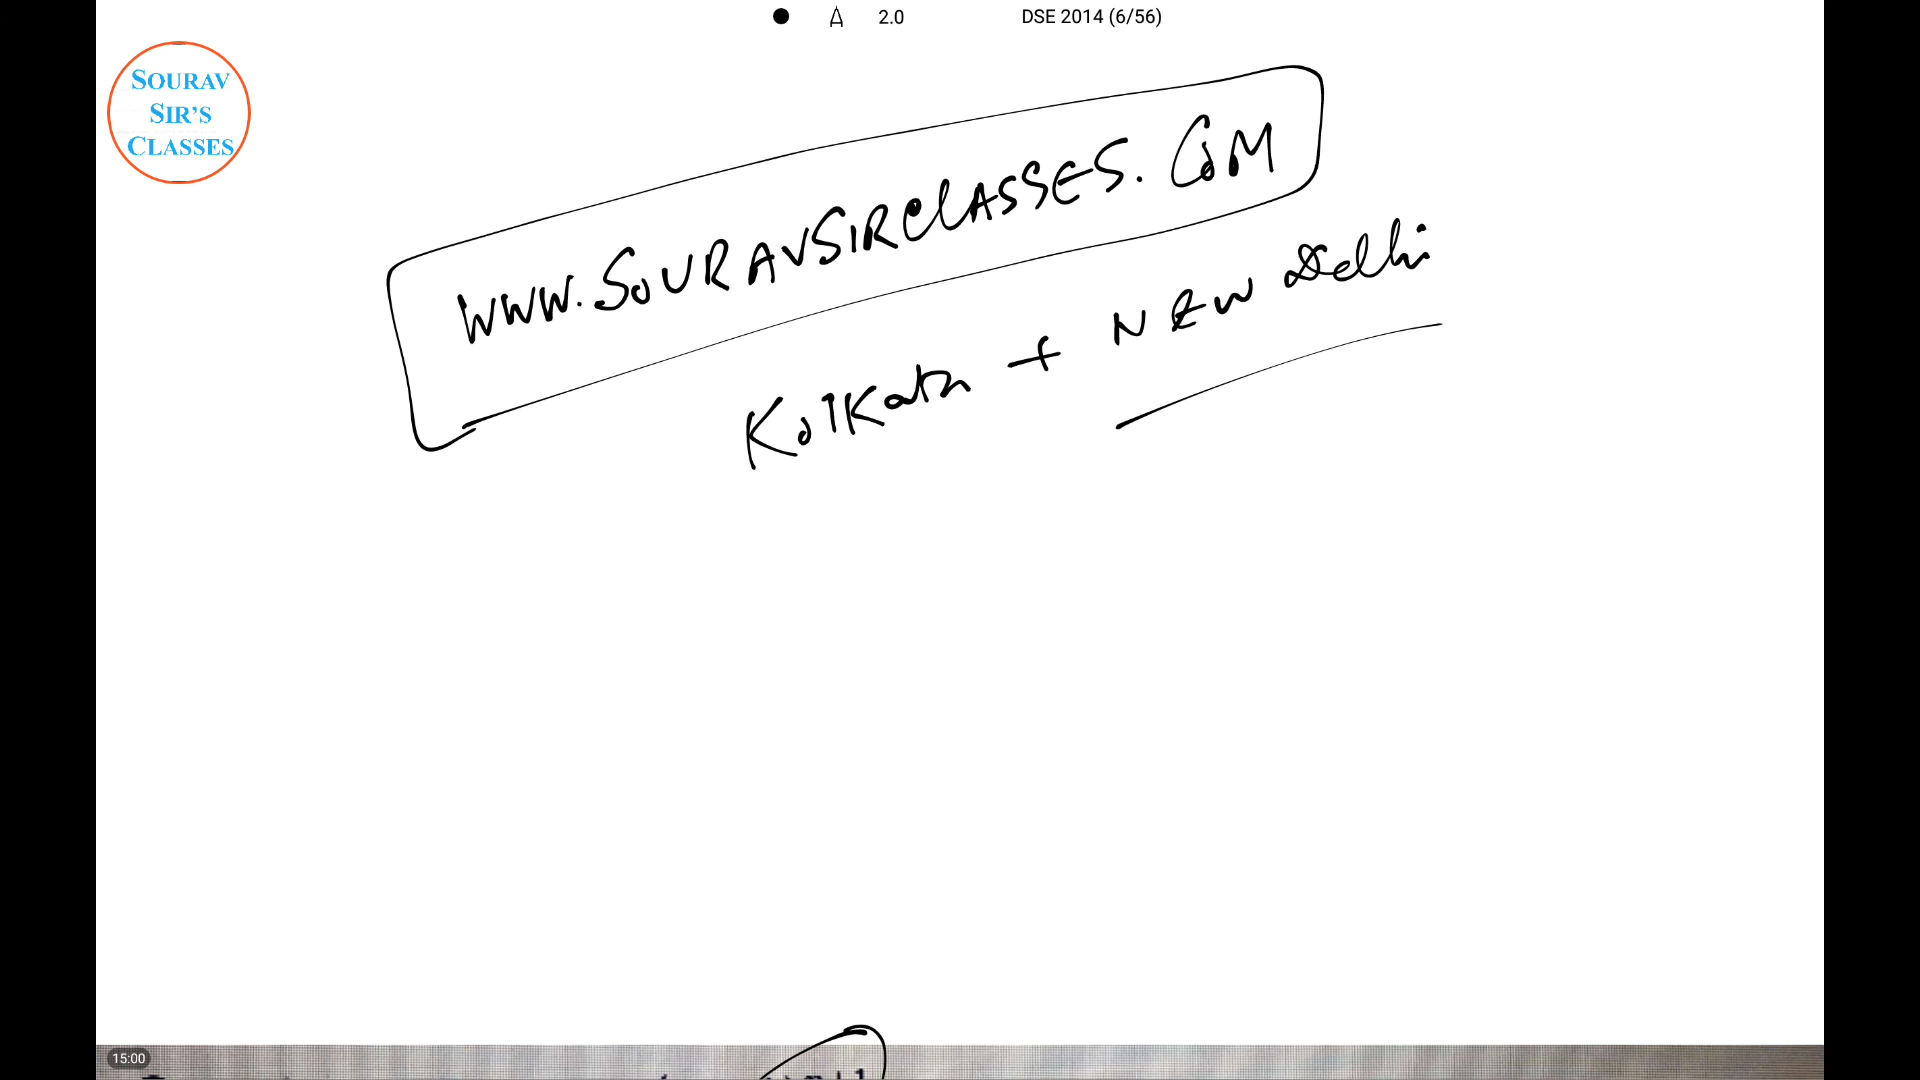 A 2.0 DSE 2014 (6/56)
SOURAV
SIR'S
CLASSES
WWW.SOURAVSIRCLASSES.COM
Kolkata + NEW Delhi
15:00